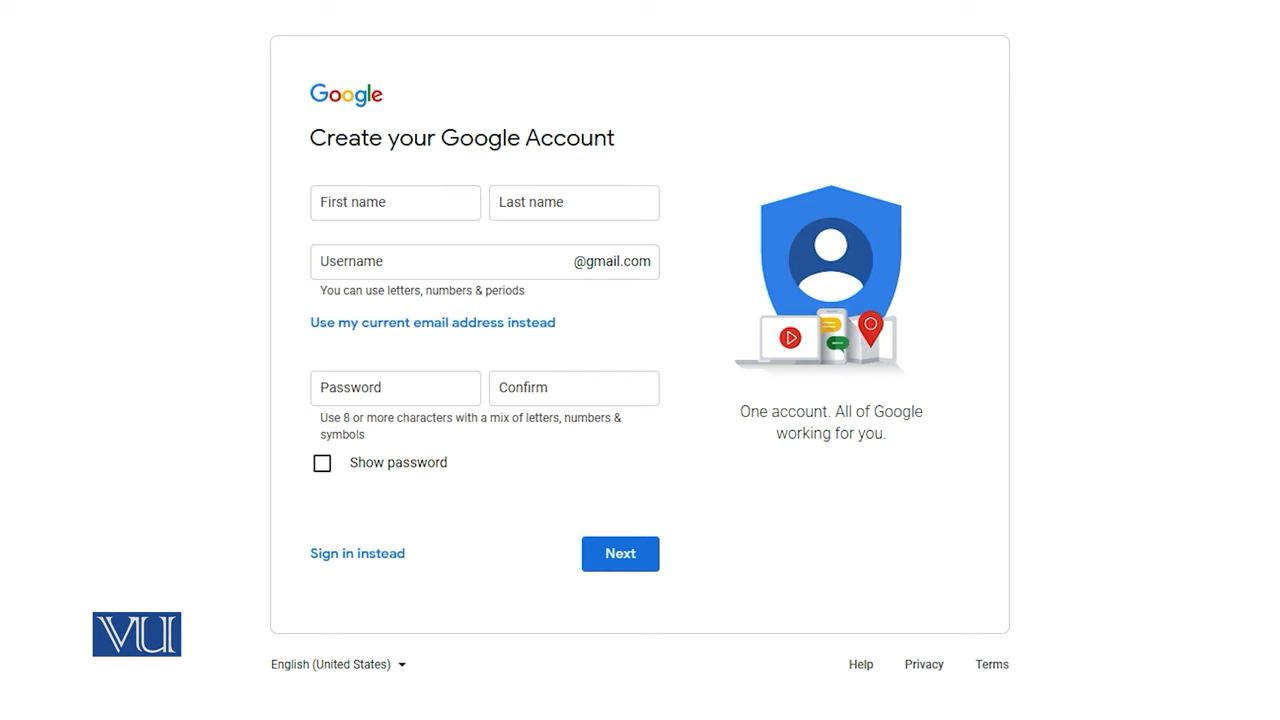 Google
Create your Google Account
First name
Last name
Username
@gmail.com
You can use letters, numbers & periods
Use my current email address instead
Password
Confirm
Use 8 or more characters with a mix of letters, numbers &
symbols
Show password
Sign in instead
Next
One account. All of Google
working for you.
VU
English (United States)
Help
Privacy
Terms